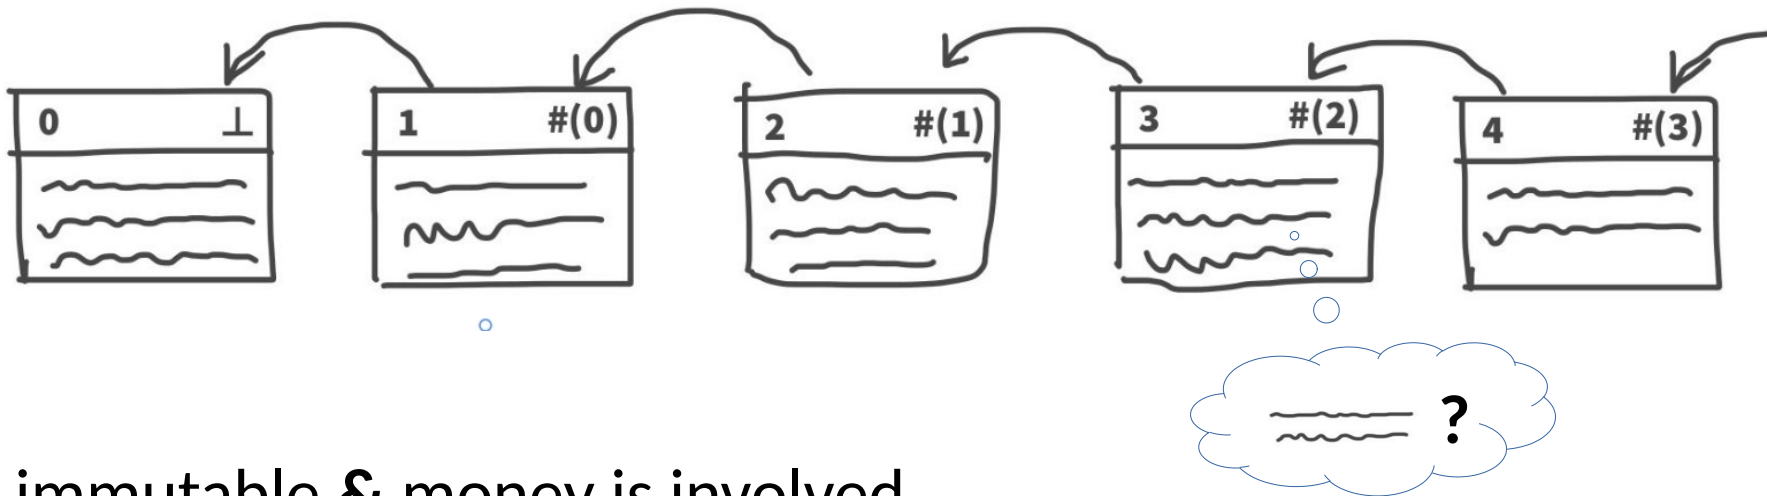 0 ⊥ 1 #(0) 2 #(1) 3 #(2) 4 #(3)
?
immutable & money is involved